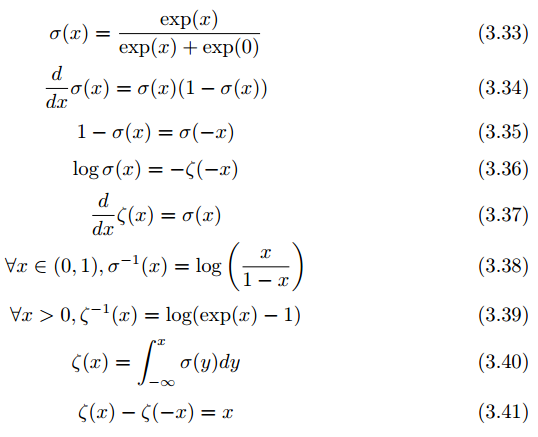 σ(x) = exp(x) / (exp(x) + exp(0)) (3.33)
d/dx σ(x) = σ(x)(1 − σ(x)) (3.34)
1 − σ(x) = σ(−x) (3.35)
log σ(x) = −ζ(−x) (3.36)
d/dx ζ(x) = σ(x) (3.37)
∀x ∈ (0, 1), σ⁻¹(x) = log (x / (1 − x)) (3.38)
∀x > 0, ζ⁻¹(x) = log(exp(x) − 1) (3.39)
ζ(x) = ∫_{−∞}^{x} σ(y)dy (3.40)
ζ(x) − ζ(−x) = x (3.41)